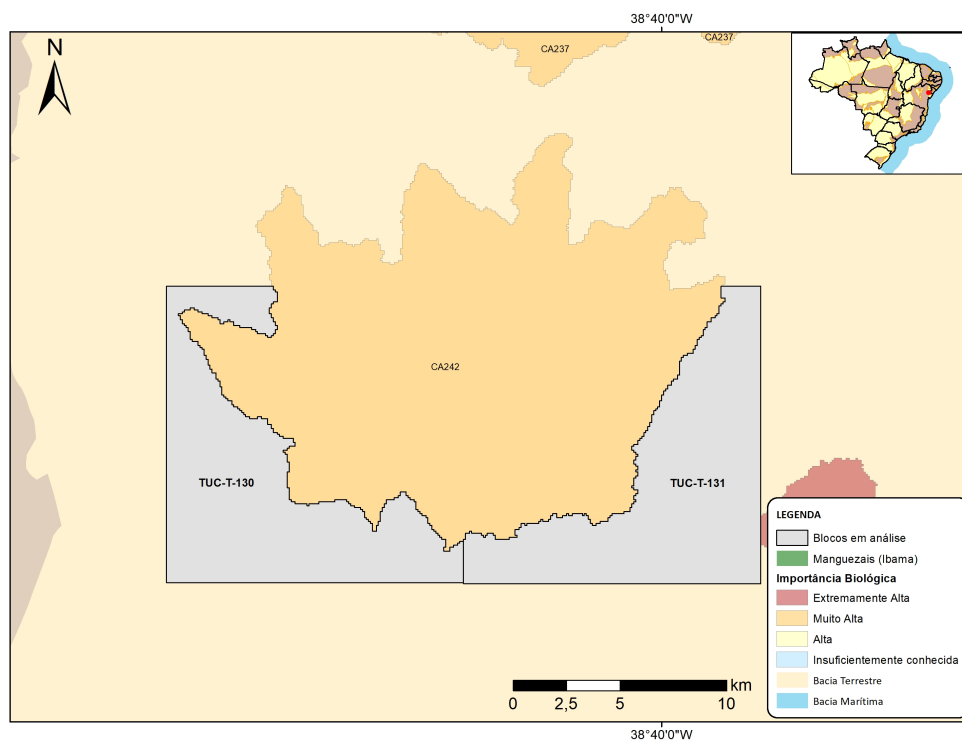 38°40'0"W
N
CA237
CA237
CA242
TUC-T-130
TUC-T-131
LEGENDA
Blocos em análise
Manguezais (Ibama)
Importância Biológica
Extremamente Alta
Muito Alta
Alta
Insuficientemente conhecida
Bacia Terrestre
Bacia Marítima
km
0 2,5 5 10
38°40'0"W